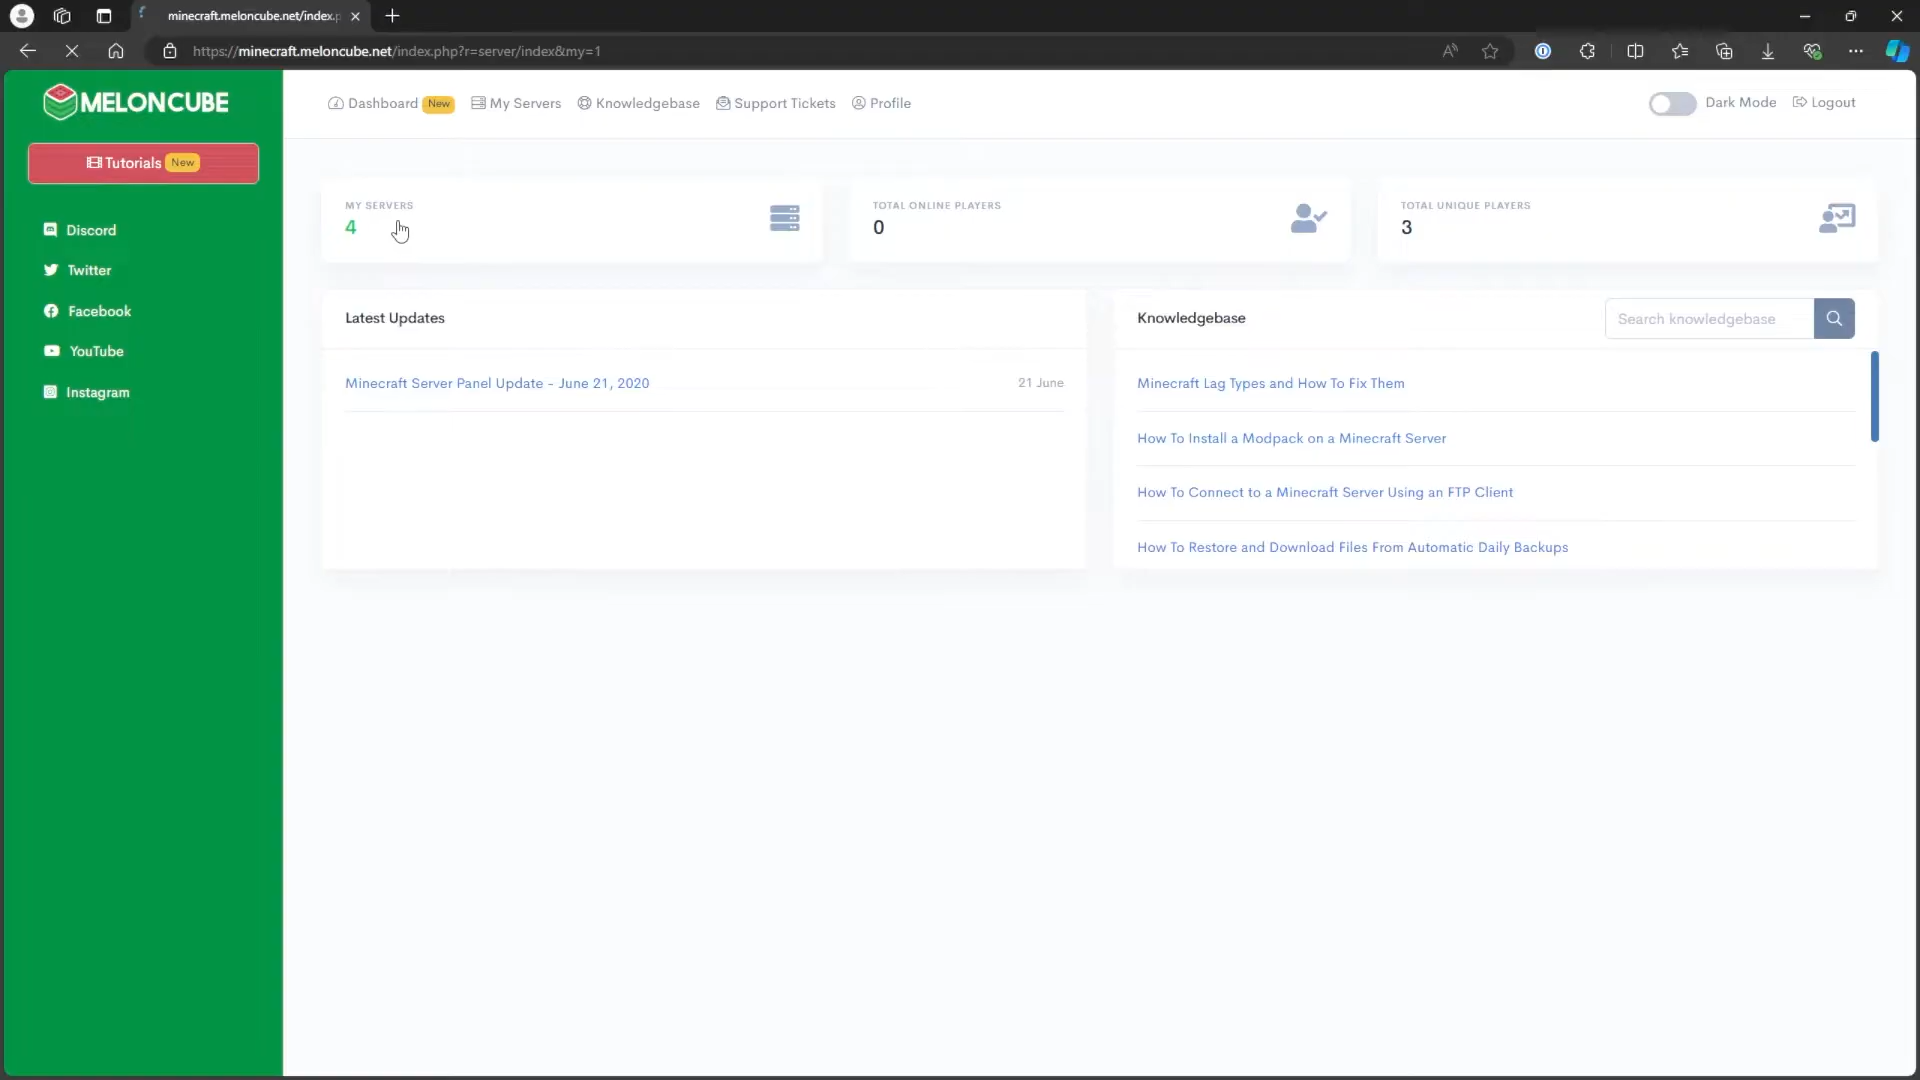 minecraft.meloncube.net/index.p
https://minecraft.meloncube.net/index.php?r=server/index&my=1
MELONCUBE
Dashboard New My Servers Knowledgebase Support Tickets Profile
Dark Mode Logout
Tutorials New
Discord
Twitter
Facebook
YouTube
Instagram
MY SERVERS
4
TOTAL ONLINE PLAYERS
0
TOTAL UNIQUE PLAYERS
3
Latest Updates
Minecraft Server Panel Update - June 21, 2020 21 June
Knowledgebase
Search knowledgebase
Minecraft Lag Types and How To Fix Them
How To Install a Modpack on a Minecraft Server
How To Connect to a Minecraft Server Using an FTP Client
How To Restore and Download Files From Automatic Daily Backups